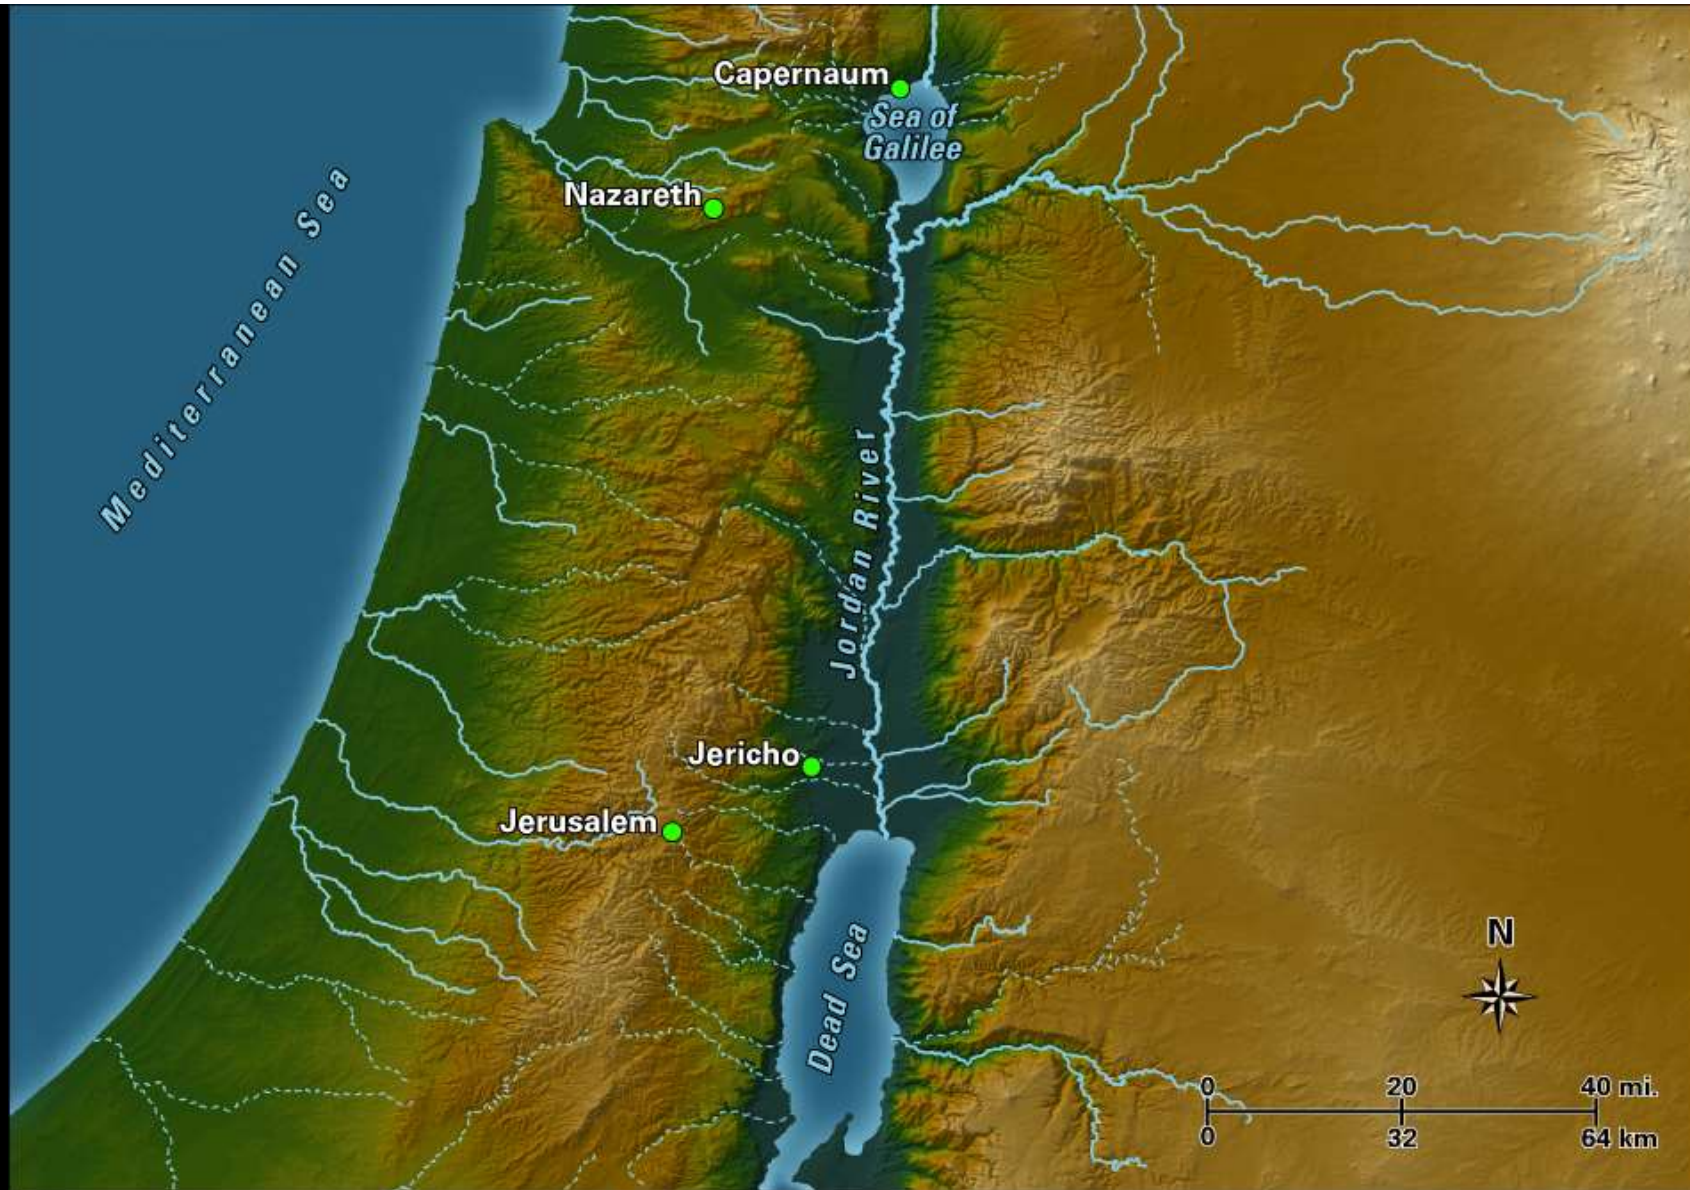 Capernaum
Sea of
Galilee
Nazareth
Mediterranean Sea
Jordan River
Jericho
Jerusalem
Dead Sea
N
0 20 40 mi.
0 32 64 km